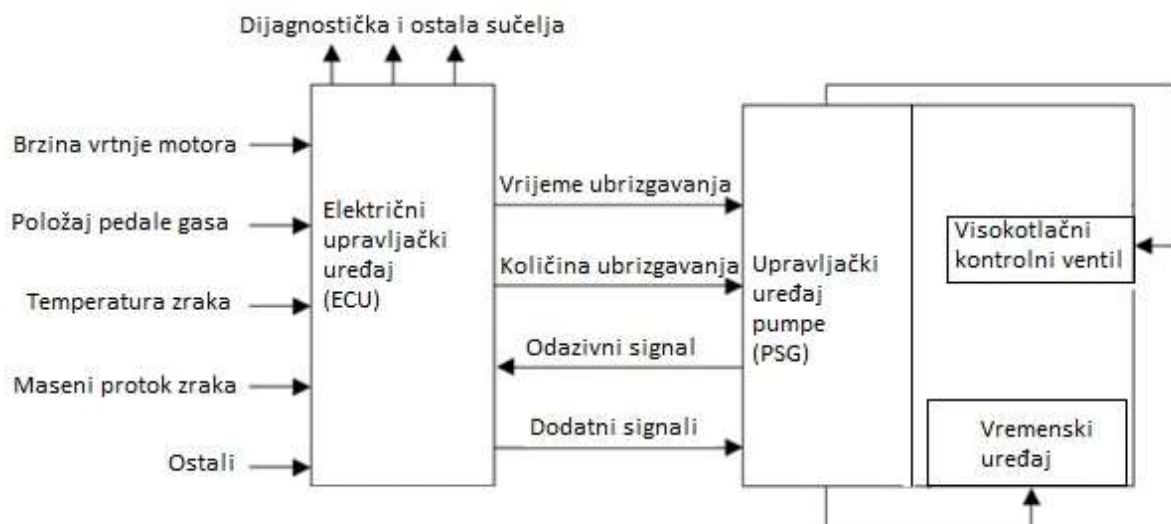 Dijagnostička i ostala sučelja
Brzina vrtnje motora
Položaj pedale gasa
Temperatura zraka
Maseni protok zraka
Ostali
Električni
upravljački
uređaj
(ECU)
Vrijeme ubrizgavanja
Količina ubrizgavanja
Odazivni signal
Dodatni signali
Upravljački
uređaj
pumpe
(PSG)
Visokotlačni
kontrolni ventil
Vremenski
uređaj